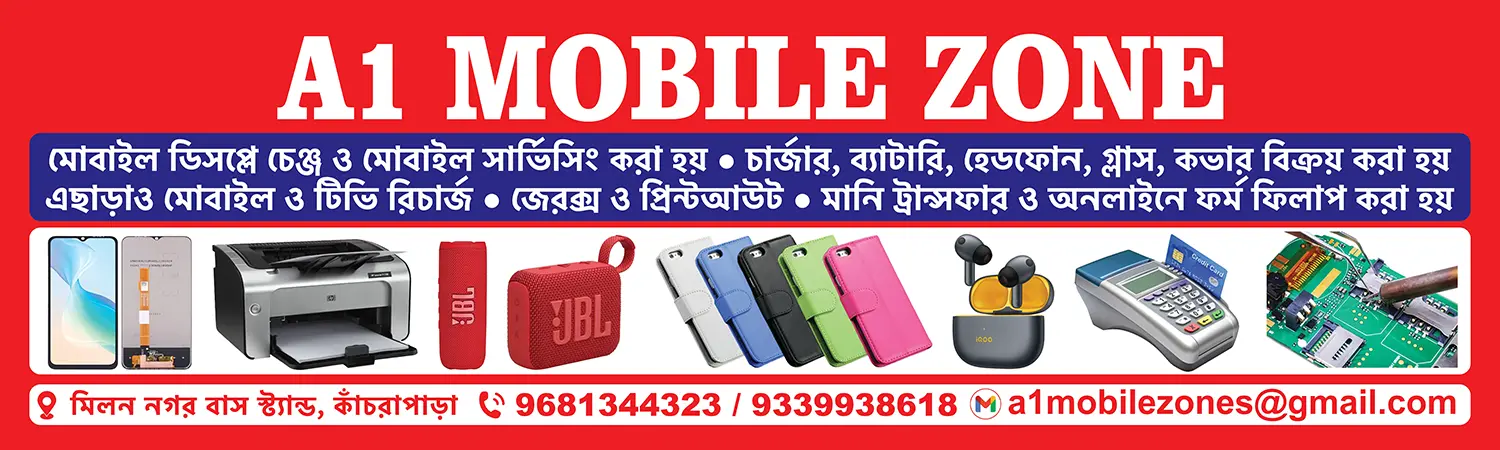 A1 MOBILE ZONE
মোবাইল ডিসপ্লে চেঞ্জ ও মোবাইল সার্ভিসিং করা হয় ● চার্জার, ব্যাটারি, হেডফোন, গ্লাস, কভার বিক্রয় করা হয়
এছাড়াও মোবাইল ও টিভি রিচার্জ ● জেরক্স ও প্রিন্টআউট ● মানি ট্রান্সফার ও অনলাইনে ফর্ম ফিলাপ করা হয়
hp
JBL
JBL
iQOO
Credit Card
মিলন নগর বাস স্ট্যান্ড, কাঁচরাপাড়া 9681344323 / 9339938618 M a1mobilezones@gmail.com